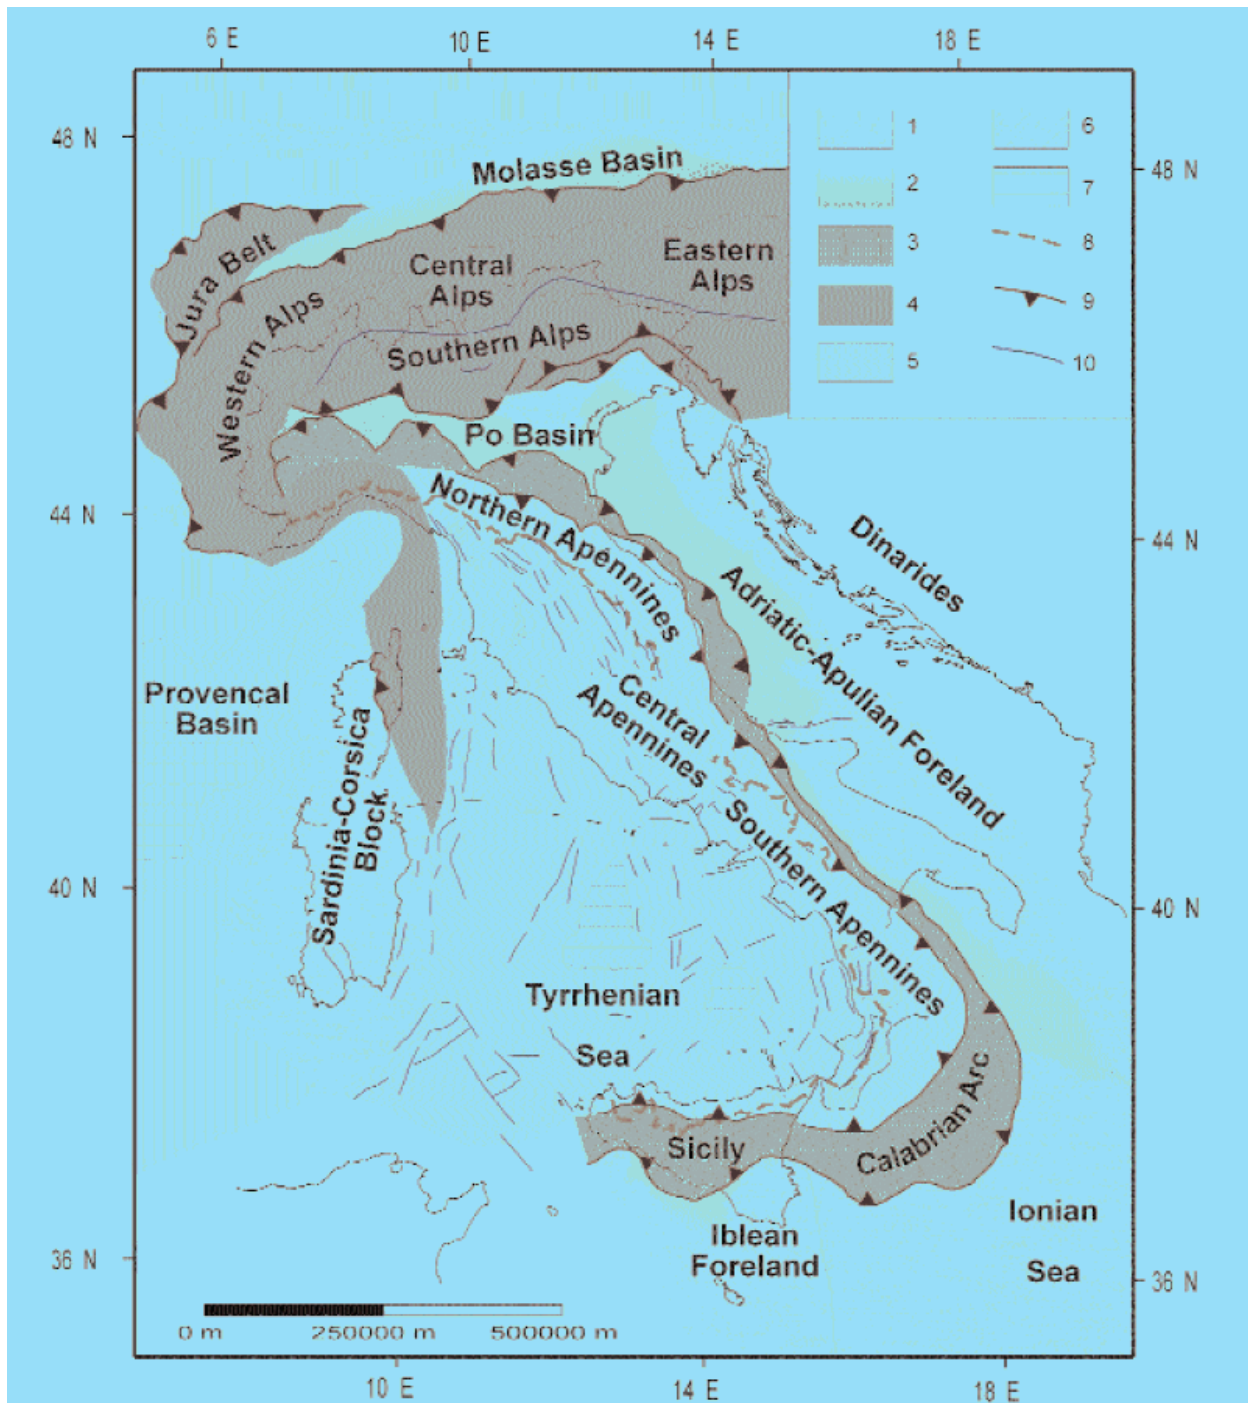 6 E 10 E 14 E 18 E
48 N
48 N
1
6
2
7
3
8
4
9
5
10
Molasse Basin
Jura Belt
Central
Alps
Eastern
Alps
Western Alps
Southern Alps
Po Basin
44 N
44 N
Northern Apennines
Dinarides
Adriatic-Apulian Foreland
Provencal
Basin
Central
Apennines
Sardinia-Corsica
Block
Southern Apennines
40 N
40 N
Tyrrhenian
Sea
Sicily
Calabrian Arc
Ionian
Sea
Iblean
Foreland
36 N
36 N
0 m 250000 m 500000 m
10 E 14 E 18 E